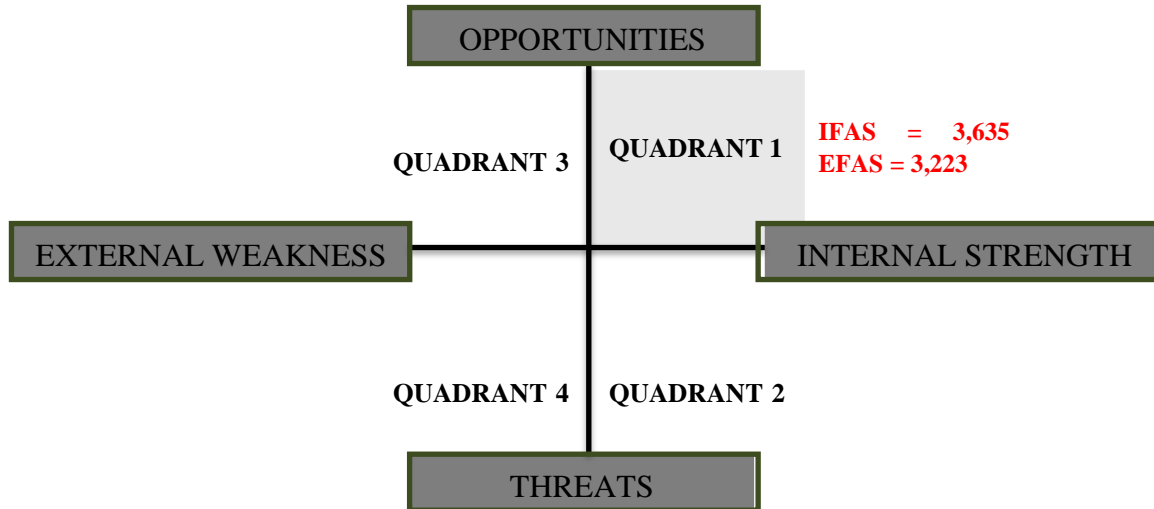 OPPORTUNITIES
IFAS = 3,635
QUADRANT 1
QUADRANT 3
EFAS = 3,223
EXTERNAL WEAKNESS
INTERNAL STRENGTH
QUADRANT 4
QUADRANT 2
THREATS